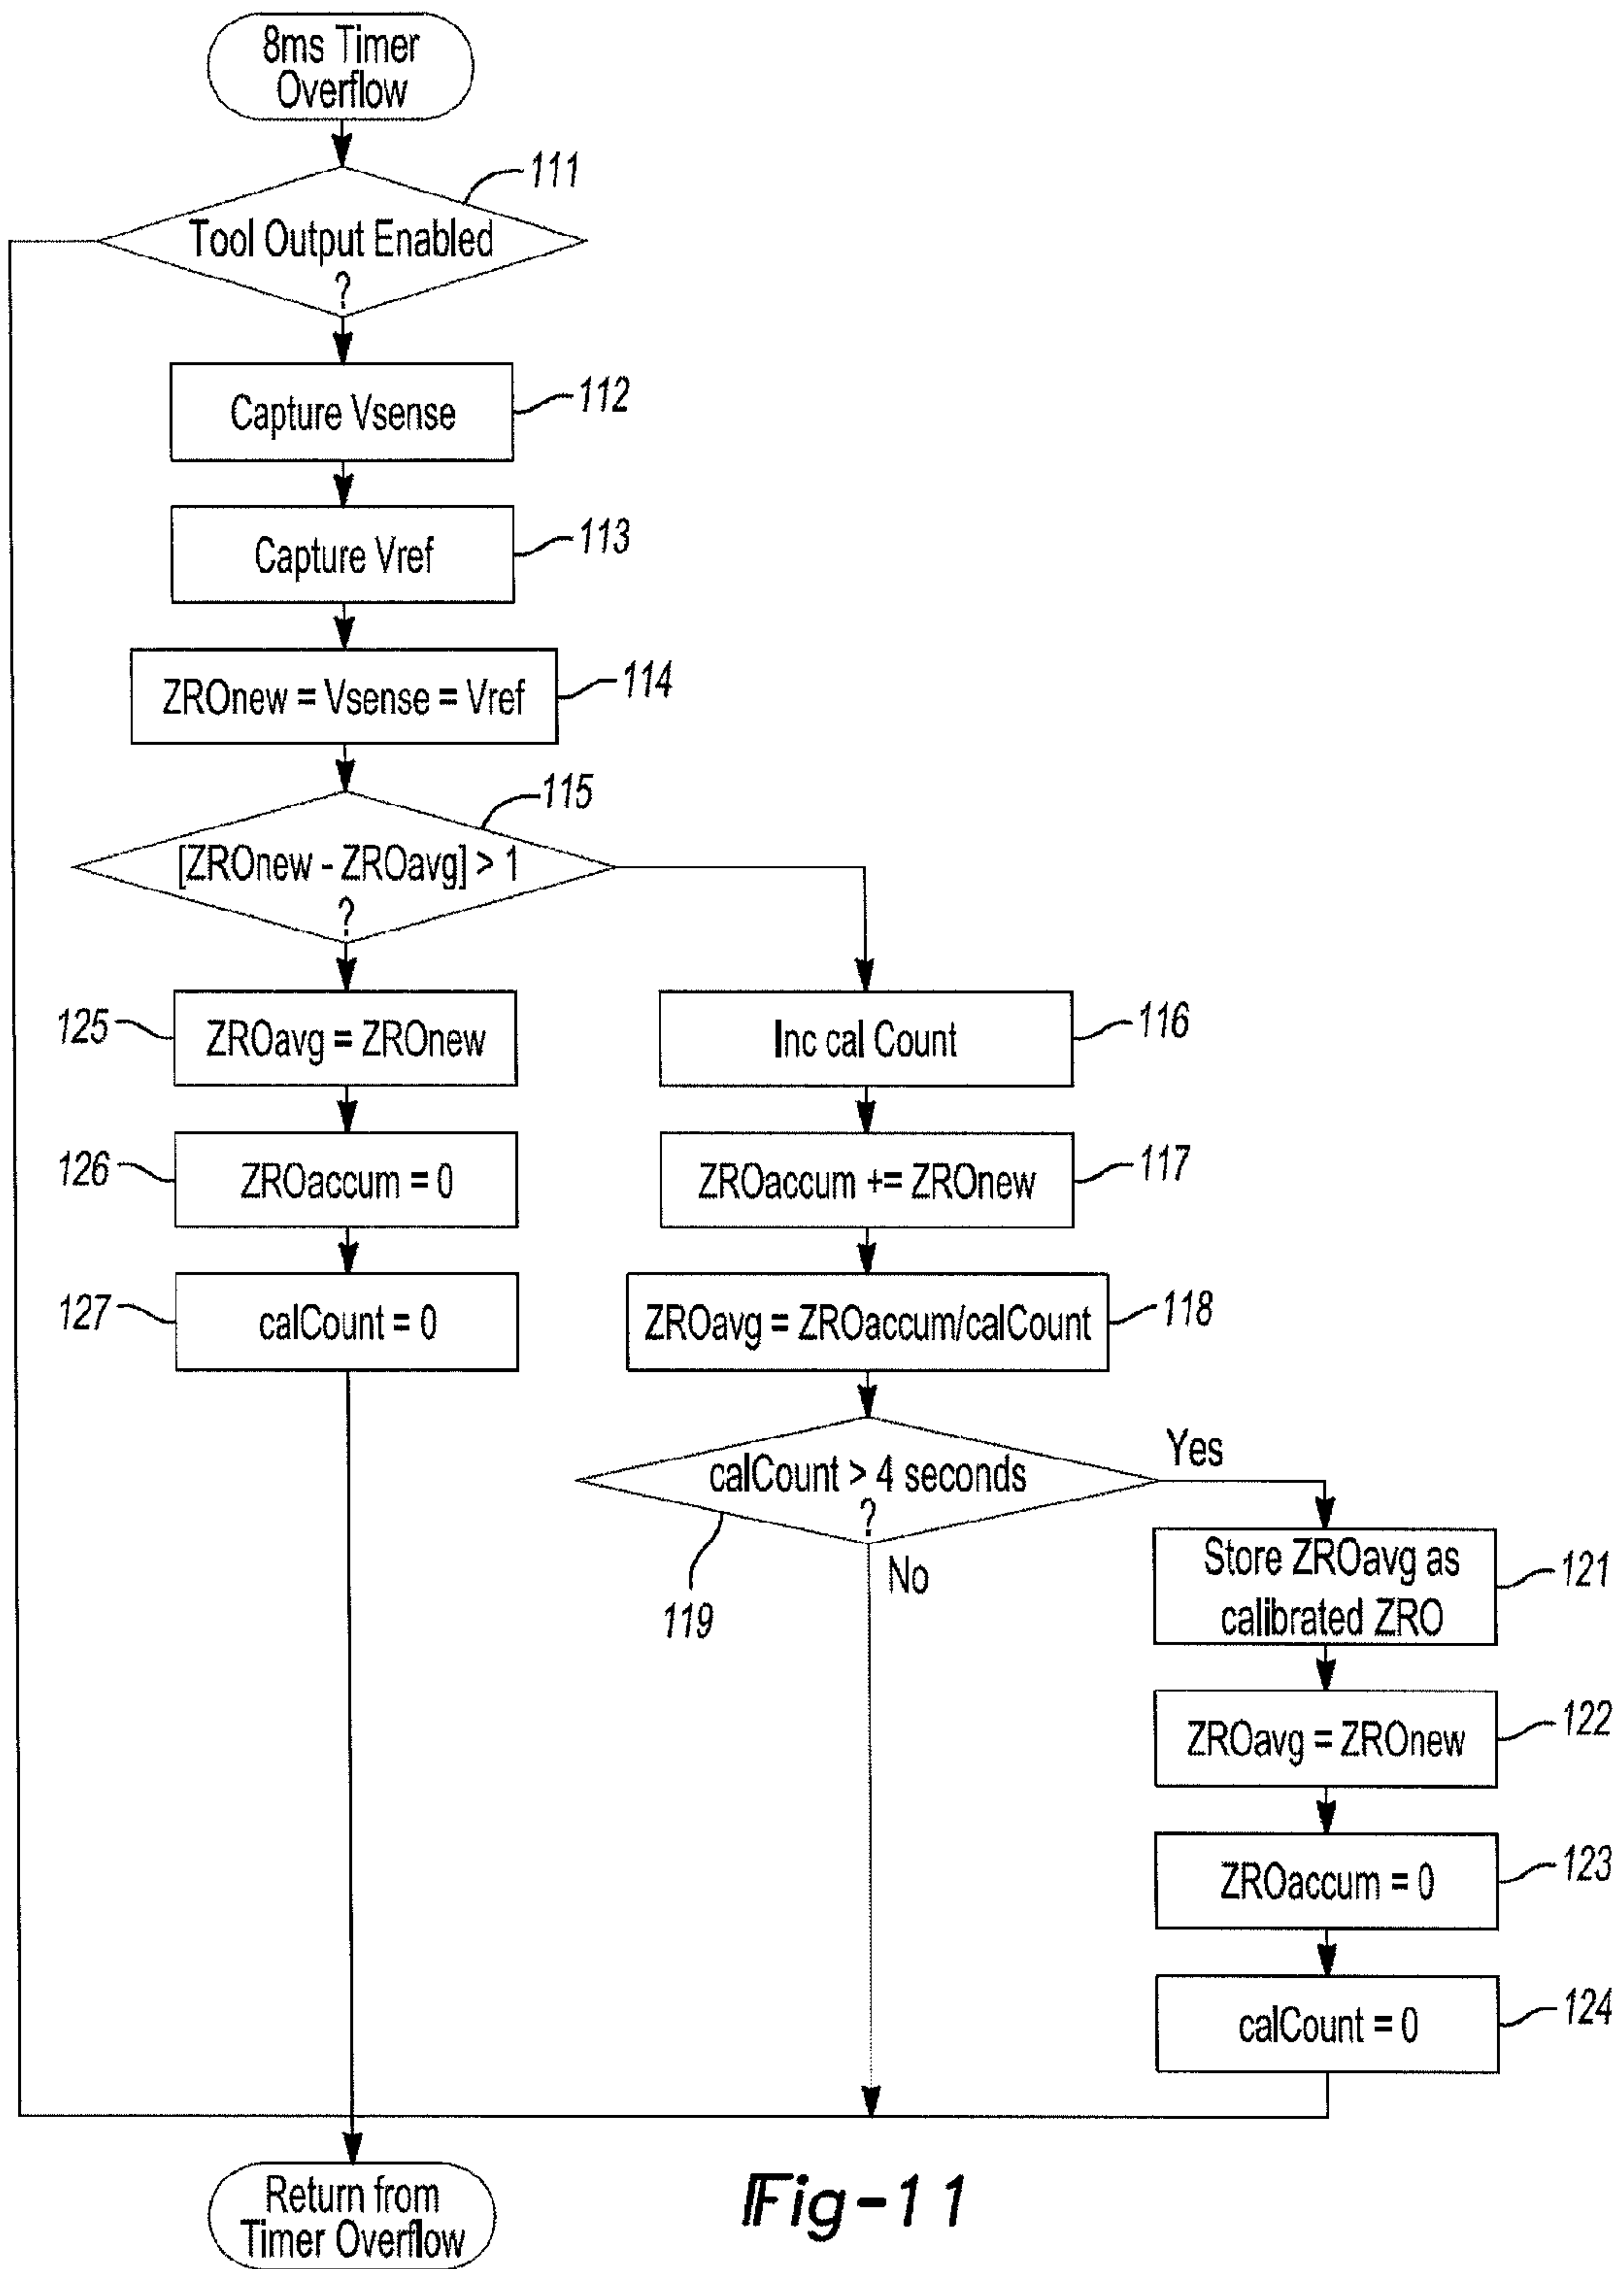 8ms Timer
Overflow
111
Tool Output Enabled
?
Capture Vsense
112
Capture Vref
113
ZROnew = Vsense = Vref
114
115
[ZROnew - ZROavg] > 1
?
125
ZROavg = ZROnew
126
ZROaccum = 0
127
calCount = 0
Inc cal Count
116
ZROaccum += ZROnew
117
ZROavg = ZROaccum/calCount
118
calCount > 4 seconds
?
119
Yes
No
Store ZROavg as
calibrated ZRO
121
ZROavg = ZROnew
122
ZROaccum = 0
123
calCount = 0
124
Return from
Timer Overflow
Fig-11